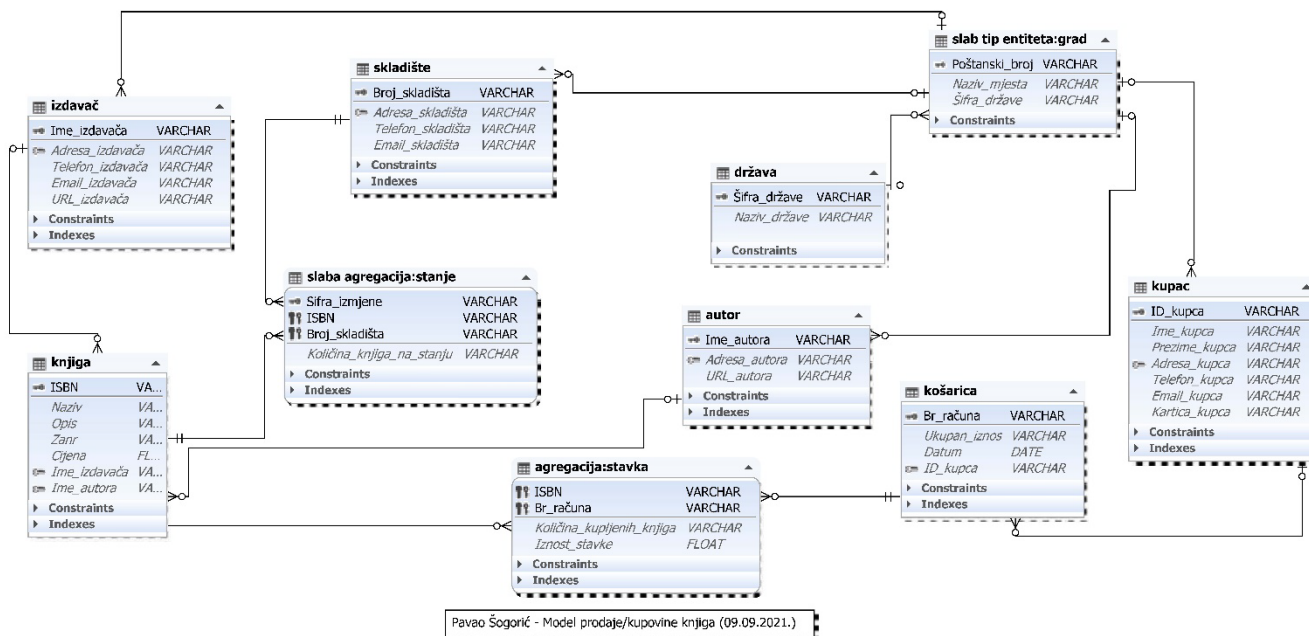 slab tip entiteta:grad
Poštanski_broj VARCHAR
Naziv_mjesta VARCHAR
Šifra_države VARCHAR
Constraints
skladište
Broj_skladišta VARCHAR
Adresa_skladišta VARCHAR
Telefon_skladišta VARCHAR
Email_skladišta VARCHAR
Constraints
Indexes
izdavač
Ime_izdavača VARCHAR
Adresa_izdavača VARCHAR
Telefon_izdavača VARCHAR
Email_izdavača VARCHAR
URL_izdavača VARCHAR
Constraints
Indexes
država
Šifra_države VARCHAR
Naziv_države VARCHAR
Constraints
slaba agregacija:stanje
Sifra_izmjene VARCHAR
ISBN VARCHAR
Broj_skladišta VARCHAR
Količina_knjiga_na_stanju VARCHAR
Constraints
Indexes
kupac
ID_kupca VARCHAR
Ime_kupca VARCHAR
Prezime_kupca VARCHAR
Adresa_kupca VARCHAR
Telefon_kupca VARCHAR
Email_kupca VARCHAR
Kartica_kupca VARCHAR
Constraints
Indexes
autor
Ime_autora VARCHAR
Adresa_autora VARCHAR
URL_autora VARCHAR
Constraints
Indexes
knjiga
ISBN VA...
Naziv VA...
Opis VA...
Zanr VA...
Cijena FL...
Ime_izdavača VA...
Ime_autora VA...
Constraints
Indexes
košarica
Br_računa VARCHAR
Ukupan_iznos VARCHAR
Datum DATE
ID_kupca VARCHAR
Constraints
Indexes
agregacija:stavka
ISBN VARCHAR
Br_računa VARCHAR
Količina_kupljenih_knjiga VARCHAR
Iznost_stavke FLOAT
Constraints
Indexes
Pavao Šogorić - Model prodaje/kupovine knjiga (09.09.2021.)